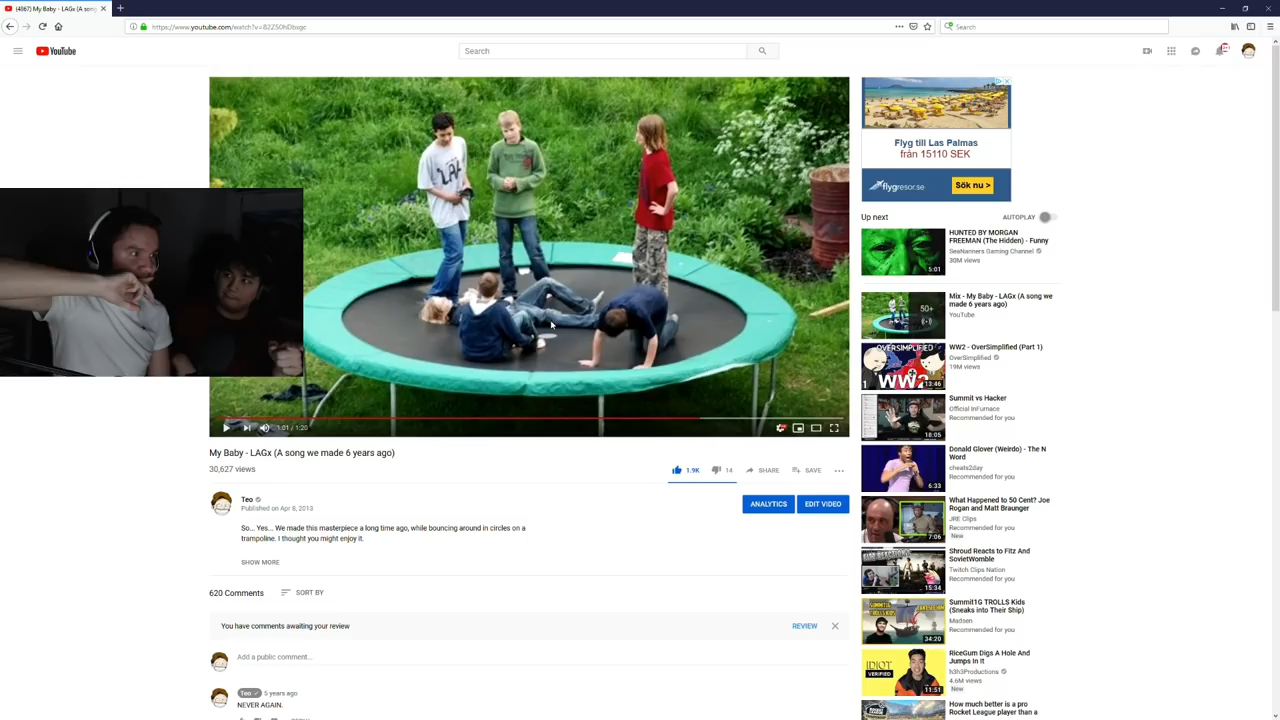 (4367) My Baby - LAGx (A son
https://www.youtube.com/watch?v=
Search
YouTube
Search
Flyg till Las Palmas
från 15110 SEK
flygresor.se
Sök nu >
Up next
AUTOPLAY
HUNTED BY MORGAN
FREEMAN (The Hidden) - Funny
SeaNanners Gaming Channel
30M views
5:01
Mix - My Baby - LAGx (A song we
made 6 years ago)
YouTube
50+
WW2 - OverSimplified (Part 1)
OverSimplified
19M views
OVERSIMPLIFIED
WW2
13:46
Summit vs Hacker
Official InFurnace
Recommended for you
18:05
Donald Glover (Weirdo) - The N
Word
cheats2day
Recommended for you
6:33
What Happened to 50 Cent? Joe
Rogan and Matt Braunger
JRE Clips
Recommended for you
New
7:06
Shroud Reacts to Fitz And
SovietWomble
Twitch Clips Nation
Recommended for you
15:34
Summit1G TROLLS Kids
(Sneaks into Their Ship)
Madsen
Recommended for you
34:20
RiceGum Digs A Hole And
Jumps In It
h3h3Productions
4.6M views
New
IDIOT
VERIFIED
11:51
How much better is a pro
Rocket League player than a
1:01 / 1:20
My Baby - LAGx (A song we made 6 years ago)
30,627 views
1.9K
14
SHARE
SAVE
Teo
Published on Apr 8, 2013
ANALYTICS
EDIT VIDEO
So... Yes... We made this masterpiece a long time ago, while bouncing around in circles on a
trampoline. I thought you might enjoy it.
SHOW MORE
620 Comments
SORT BY
You have comments awaiting your review
REVIEW
Add a public comment...
Teo
5 years ago
NEVER AGAIN.